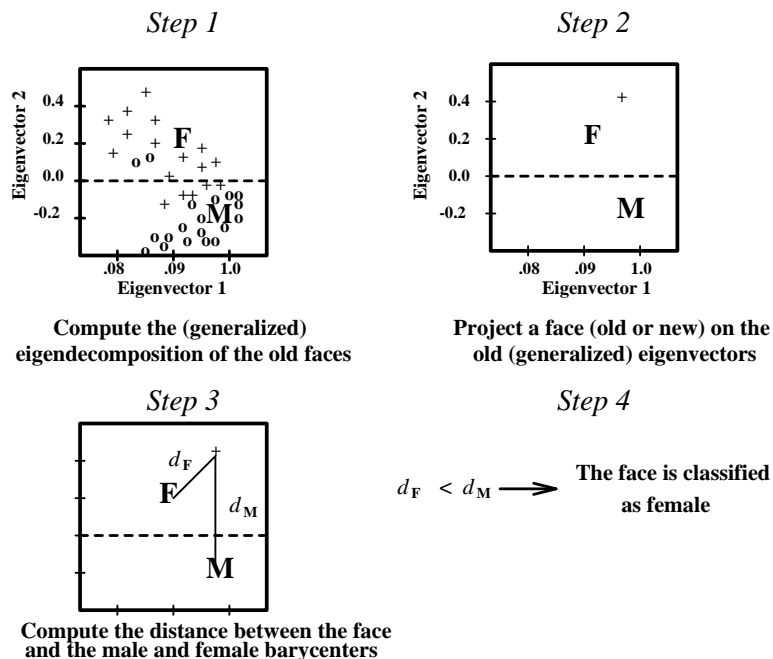 Step 1
Eigenvector 2
0.4
0.2
0.0
-0.2
F
M
.08 .09 1.0
Eigenvector 1
Compute the (generalized)
eigendecomposition of the old faces
Step 2
Eigenvector 2
0.4
0.2
0.0
-0.2
F
M
.08 .09 1.0
Eigenvector 1
Project a face (old or new) on the
old (generalized) eigenvectors
Step 3
d F
F
d M
M
Compute the distance between the face
and the male and female barycenters
Step 4
d F < d M
The face is classified
as female